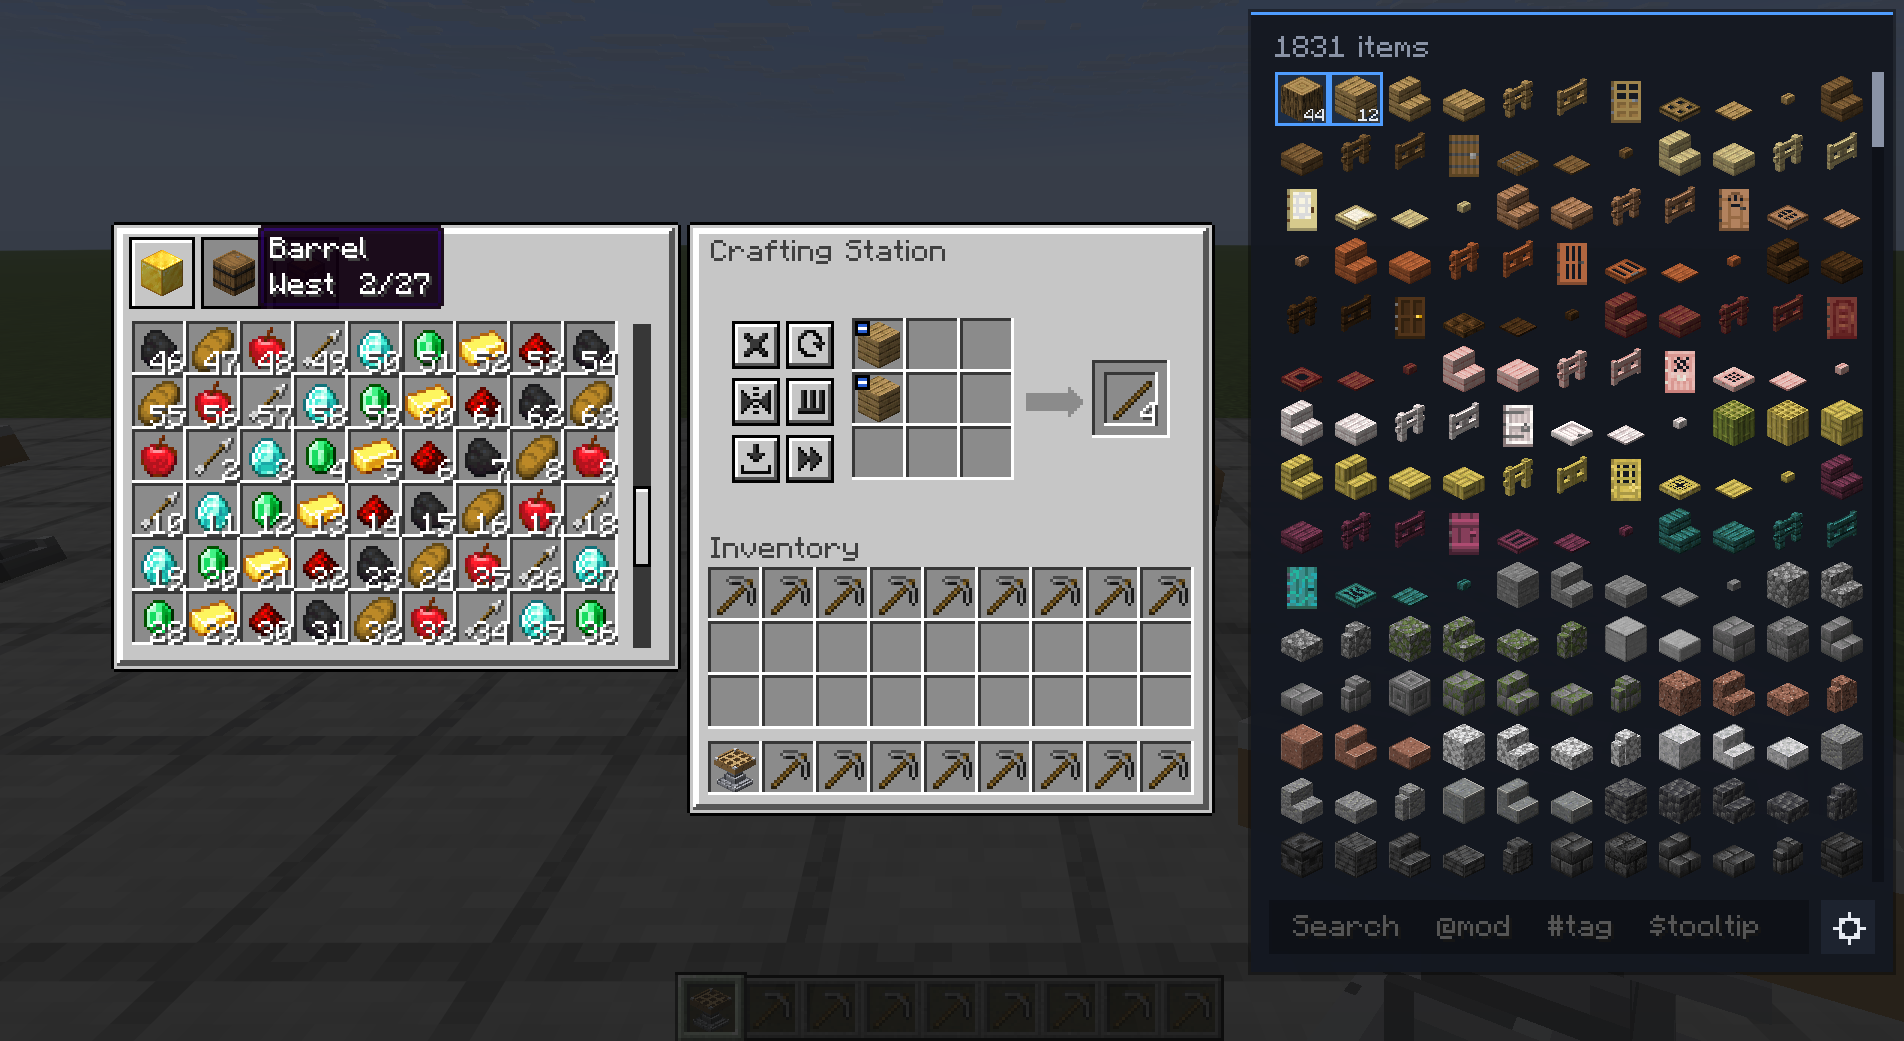 1831 items
44 12
Barrel
West 2/27
Crafting Station
46 47 48 49 50 51 52 53 54
55 56 57 58 59 60 61 62 63
2 3 4 5 6 7 8 9
10 11 12 13 14 15 16 17 18
19 20 21 22 23 24 25 26 27
28 29 30 31 32 33 34 35 36
4
Inventory
Search @mod #tag $tooltip